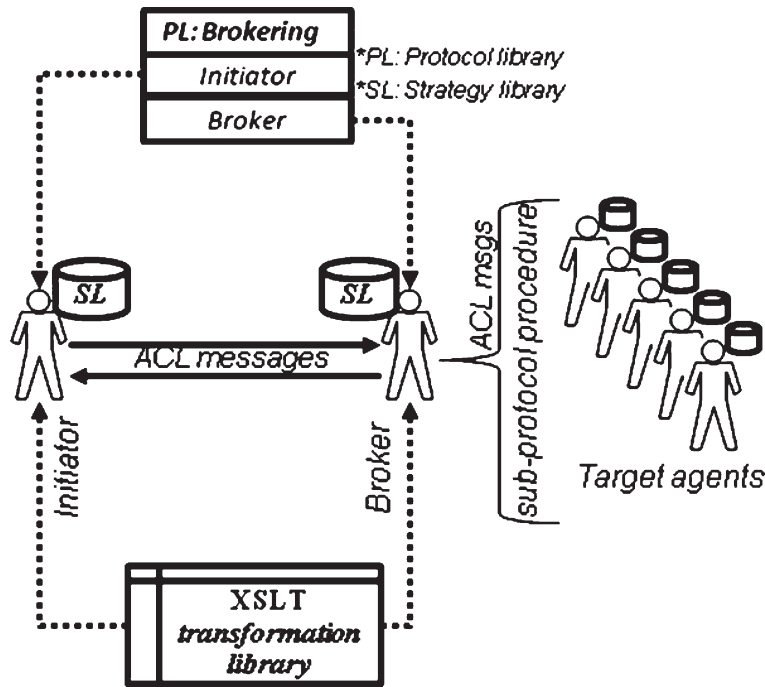 PL: Brokering
Initiator
Broker
*PL: Protocol library
*SL: Strategy library
SL
SL
ACL messages
Initiator
Broker
ACL msgs
sub-protocol procedure
Target agents
XSLT
transformation
library